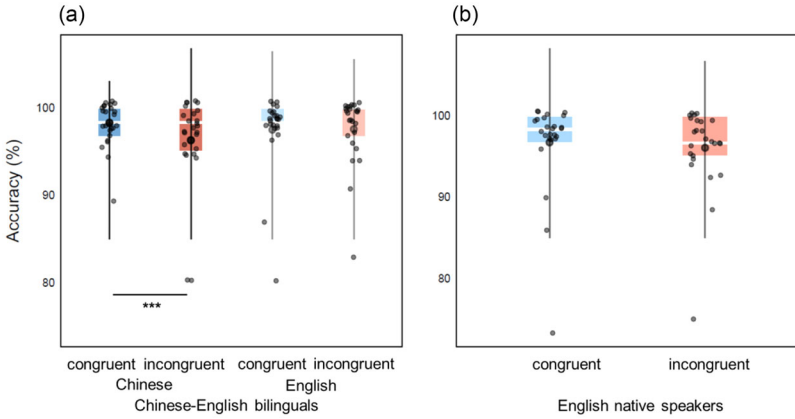 (a)
(b)
Accuracy (%)
100
90
80
***
congruent incongruent congruent incongruent
Chinese English
Chinese-English bilinguals
100
90
80
congruent incongruent
English native speakers